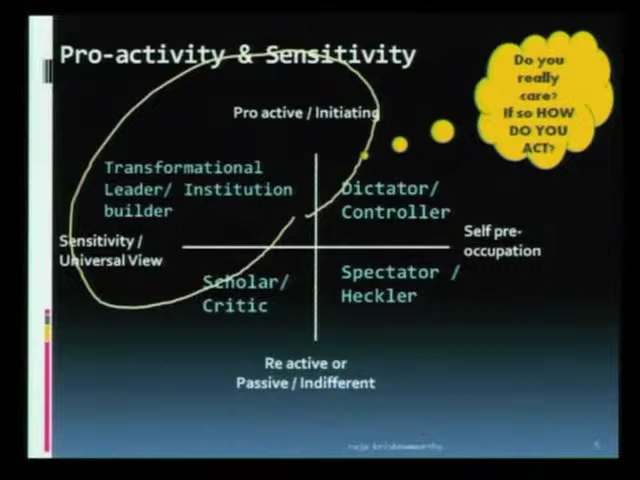 Pro-activity & Sensitivity
Do you
really
care?
If so HOW
DO YOU
ACT?
Pro active / Initiating
Transformational
Leader/ Institution
builder
Dictator/
Controller
Sensitivity /
Universal View
Self pre-
occupation
Scholar/
Critic
Spectator /
Heckler
Re active or
Passive / Indifferent